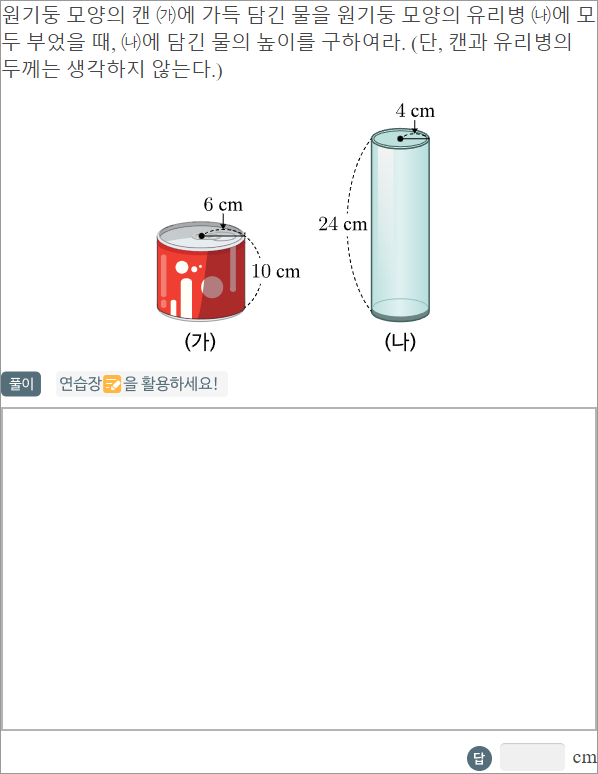 원기둥 모양의 캔 ㈎에 가득 담긴 물을 원기둥 모양의 유리병 ㈏에 모
두 부었을 때, ㈏에 담긴 물의 높이를 구하여라. (단, 캔과 유리병의
두께는 생각하지 않는다.)
4 cm
6 cm
24 cm
10 cm
(가)
(나)
풀이 연습장을 활용하세요!
답 cm